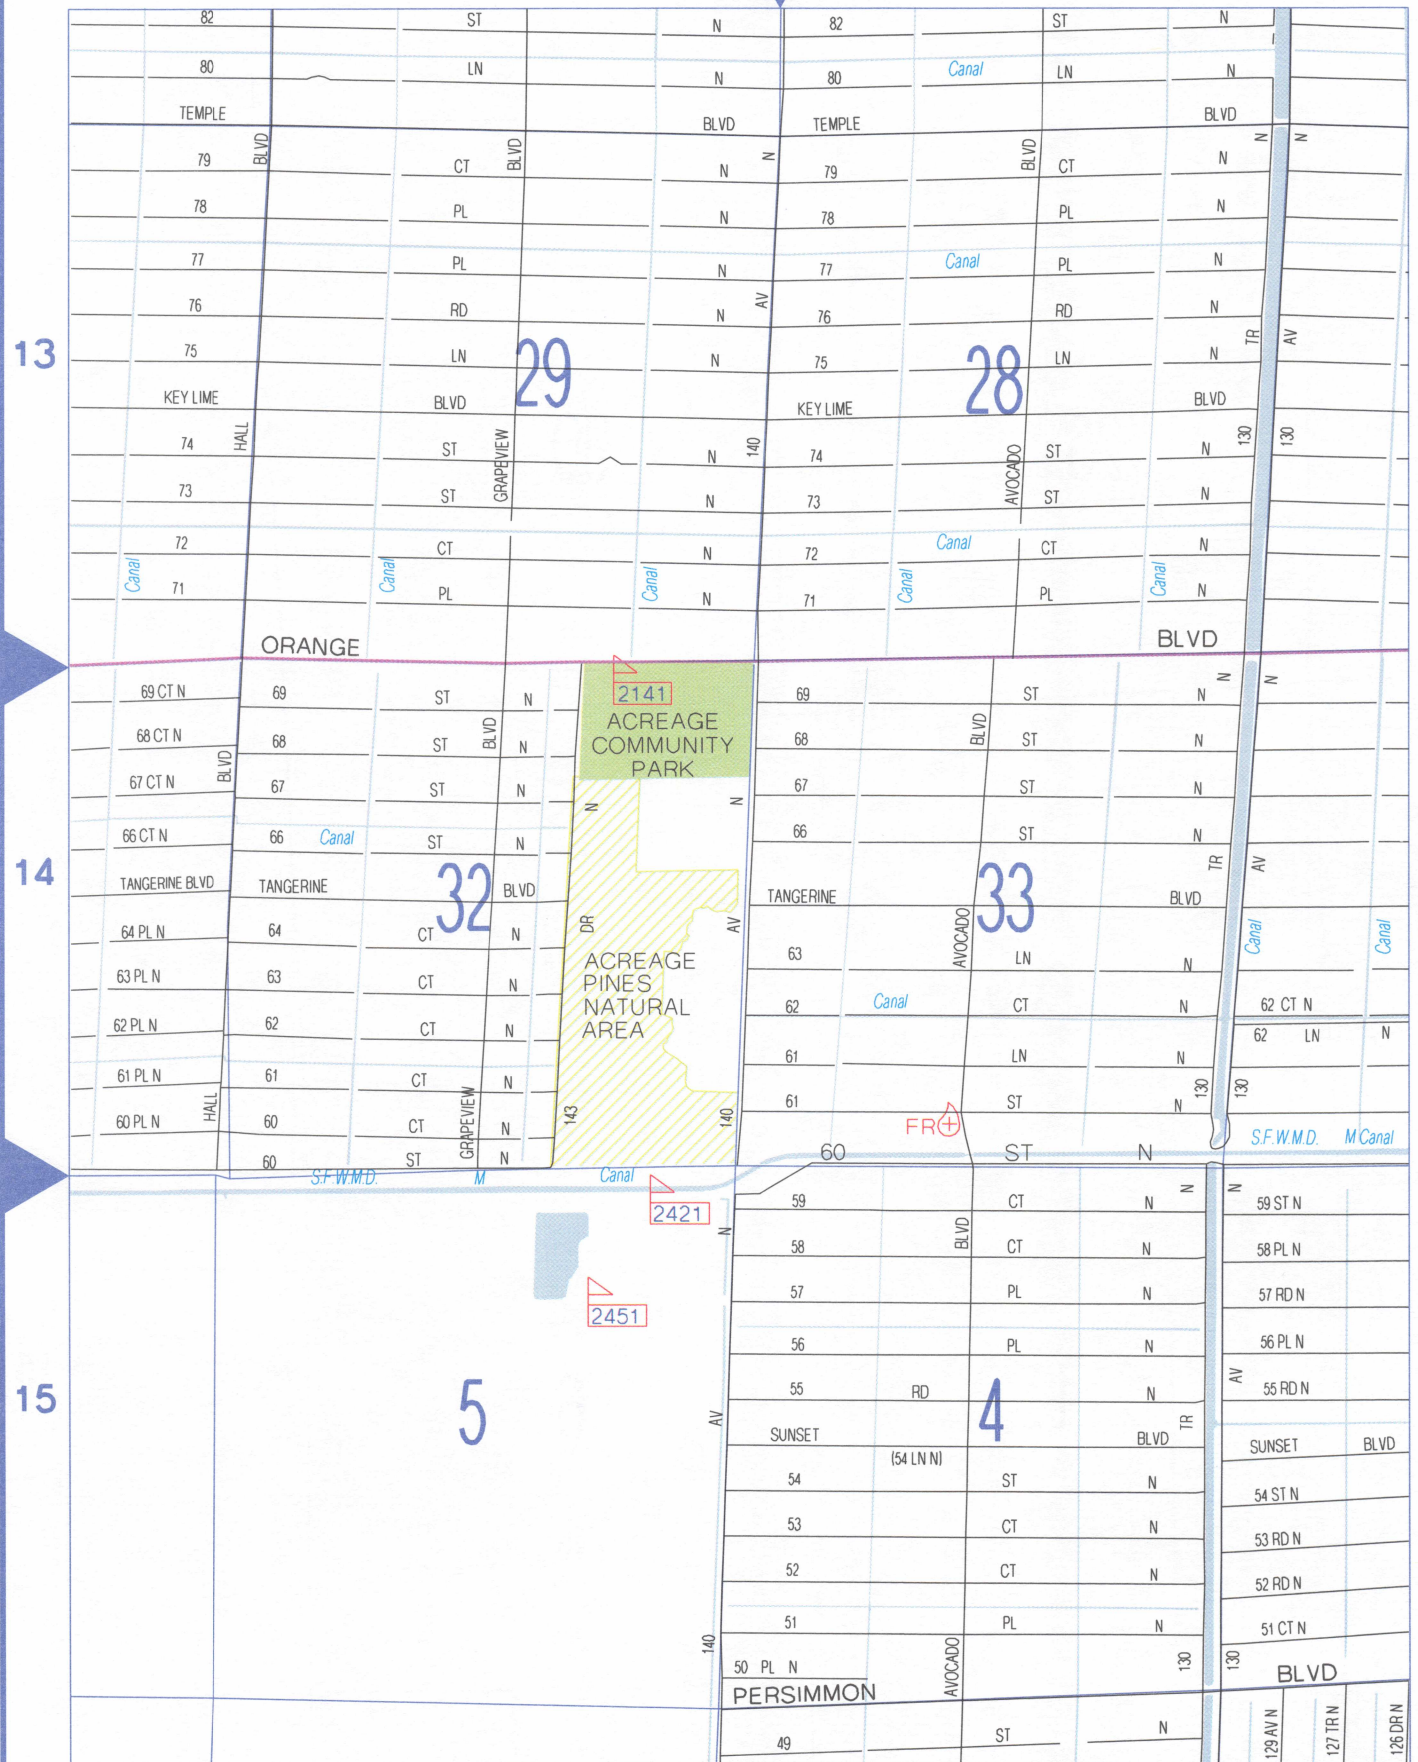 82 ST N 82 ST N
80 LN N 80 Canal LN N
TEMPLE BLVD TEMPLE BLVD
BLVD BLVD N BLVD N N
79 CT N 79 CT N
78 PL N 78 PL N
77 PL N 77 Canal PL N
76 RD N AV 76 RD N
TR AV
13
75 LN N 75 LN N
29 28
KEY LIME BLVD KEY LIME BLVD
HALL GRAPEVIEW 140 AVOCADO 130 130
74 ST N 74 ST N
73 ST N 73 ST N
72 CT N 72 Canal CT N
Canal Canal Canal Canal Canal
71 PL N 71 PL N
ORANGE BLVD
2141
69 CT N 69 ST N 69 ST N N N
ACREAGE
COMMUNITY
PARK
68 CT N 68 ST N 68 ST N
BLVD BLVD BLVD
67 CT N 67 ST N 67 ST N
N N
66 CT N 66 Canal ST N 66 ST N
14
32 33
TR AV
TANGERINE BLVD TANGERINE BLVD TANGERINE BLVD
64 PL N 64 CT N DR AV AVOCADO Canal Canal
63 LN N
ACREAGE
PINES
NATURAL
AREA
63 PL N 63 CT N
62 Canal CT N 62 CT N
62 PL N 62 CT N
62 LN N
61 LN N
61 PL N 61 CT N
HALL GRAPEVIEW 143 140 130 130
61 ST N
60 PL N 60 CT N
FR
S.F.W.M.D. M Canal
60 ST N
60 ST N
S.F.W.M.D. M Canal
2421
59 CT N N N 59 ST N
N BLVD
58 CT N 58 PL N
2451
57 PL N 57 RD N
56 PL N 56 PL N
15
5 4
AV TR AV
55 RD N 55 RD N
SUNSET BLVD SUNSET BLVD
(54 LN N)
54 ST N 54 ST N
53 CT N 53 RD N
52 CT N 52 RD N
51 PL N 51 CT N
140 AVOCADO 130 130
50 PL N
PERSIMMON BLVD
49 ST N
129 AV N 127 TR N 126 DR N